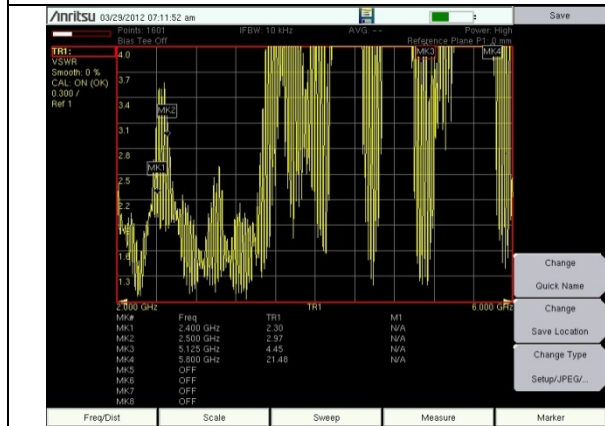 Anritsu 03/29/2012 07:11:52 am
Save
Points: 1601 IFBW: 10 kHz AVG: -- Power: High
Bias Tee Off Reference Plane P1: 0 mm
TR1:
VSWR
Smooth: 0 %
CAL: ON (OK)
0.300 /
Ref 1
4.0
3.7
3.4
3.1
2.8
2.5
2.2
1.6
1.3
MK1
MK2
MK3
MK4
2.000 GHz TR1 6.000 GHz
MK# Freq TR1 M1
MK1 2.400 GHz 2.30 N/A
MK2 2.500 GHz 2.97 N/A
MK3 5.125 GHz 4.45 N/A
MK4 5.800 GHz 21.48 N/A
MK5 OFF
MK6 OFF
MK7 OFF
MK8 OFF
Change
Quick Name
Change
Save Location
Change Type
Setup/JPEG/...
Freq/Dist Scale Sweep Measure Marker